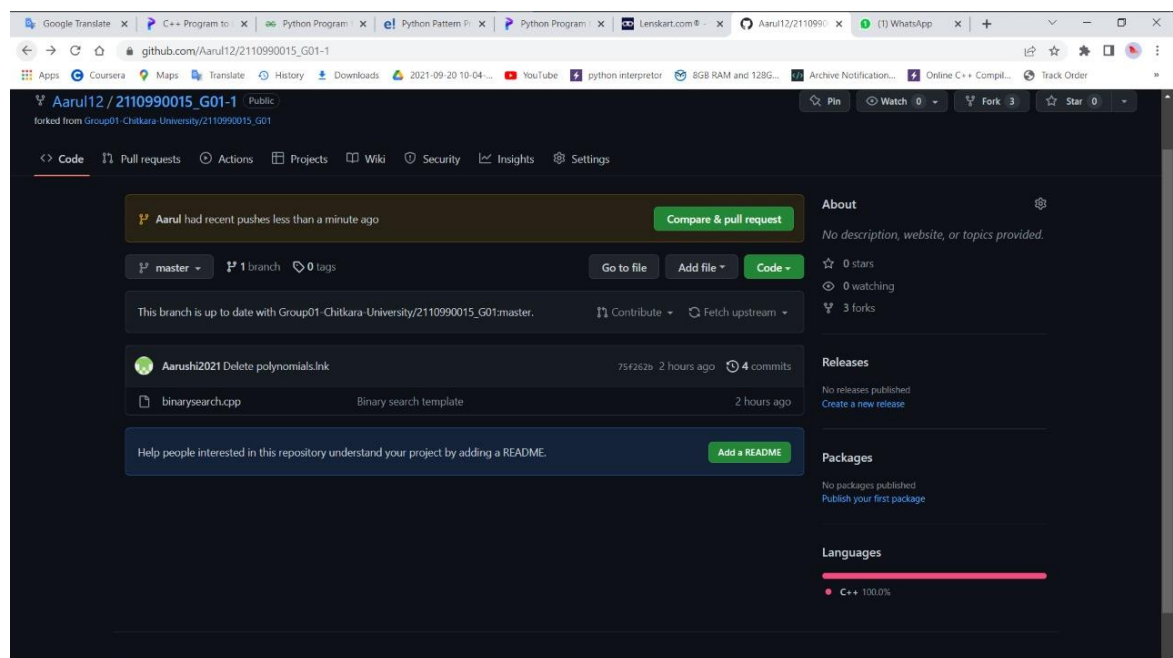 Google Translate
C++ Program to
Python Program
Python Pattern P
Python Program
Lenskart.com® -
Aarul12/2110990
(1) WhatsApp
github.com/Aarul12/2110990015_G01-1
Apps Coursera Maps Translate History Downloads 2021-09-20 10-04-... YouTube python interpretor 8GB RAM and 128G... Archive Notification... Online C++ Compil... Track Order »
Aarul12 / 2110990015_G01-1 Public
Pin Watch 0 Fork 3 Star 0
forked from Group01-Chitkara-University/2110990015_G01
<> Code Pull requests Actions Projects Wiki Security Insights Settings
Aarul had recent pushes less than a minute ago Compare & pull request
master 1 branch 0 tags Go to file Add file Code
This branch is up to date with Group01-Chitkara-University/2110990015_G01:master. Contribute Fetch upstream
Aarushi2021 Delete polynomials.lnk 75f262b 2 hours ago 4 commits
binarysearch.cpp Binary search template 2 hours ago
Help people interested in this repository understand your project by adding a README. Add a README
About
No description, website, or topics provided.
0 stars
0 watching
3 forks
Releases
No releases published
Create a new release
Packages
No packages published
Publish your first package
Languages
C++ 100.0%